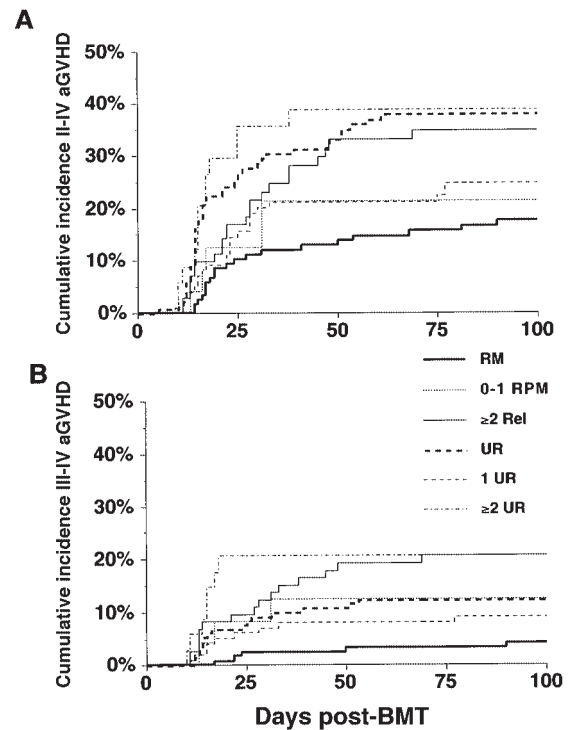 A
Cumulative incidence II-IV aGVHD
50%
40%
30%
20%
10%
0%
0 25 50 75 100
RM
0-1 RPM
≥2 Rel
UR
1 UR
≥2 UR
B
Cumulative incidence III-IV aGVHD
50%
40%
30%
20%
10%
0%
0 25 50 75 100
Days post-BMT